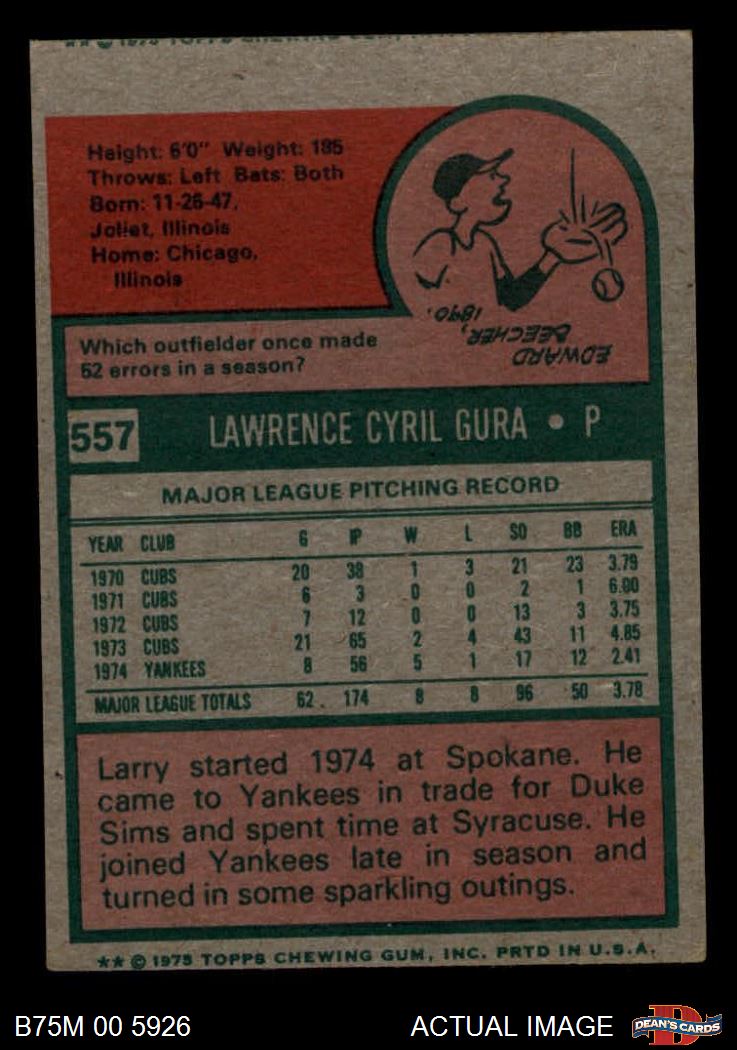 ★★ © 1975 TOPPS CHEWING GUM,
Height: 6'0" Weight: 185
Throws: Left Bats: Both
Born: 11-26-47,
Joliet, Illinois
Home: Chicago,
Illinois
EDWARD
BEECHER,
1890.
Which outfielder once made
52 errors in a season?
557 LAWRENCE CYRIL GURA • P
MAJOR LEAGUE PITCHING RECORD
YEAR CLUB G IP W L SO BB ERA
1970 CUBS 20 38 1 3 21 23 3.79
1971 CUBS 6 3 0 0 2 1 6.00
1972 CUBS 7 12 0 0 13 3 3.75
1973 CUBS 21 65 2 4 43 11 4.85
1974 YANKEES 8 56 5 1 17 12 2.41
MAJOR LEAGUE TOTALS 62 174 8 8 96 50 3.78
Larry started 1974 at Spokane. He
came to Yankees in trade for Duke
Sims and spent time at Syracuse. He
joined Yankees late in season and
turned in some sparkling outings.
★★ © 1975 TOPPS CHEWING GUM, INC. PRTD IN U.S.A.
B75M 00 5926 ACTUAL IMAGE D DEAN'S CARDS